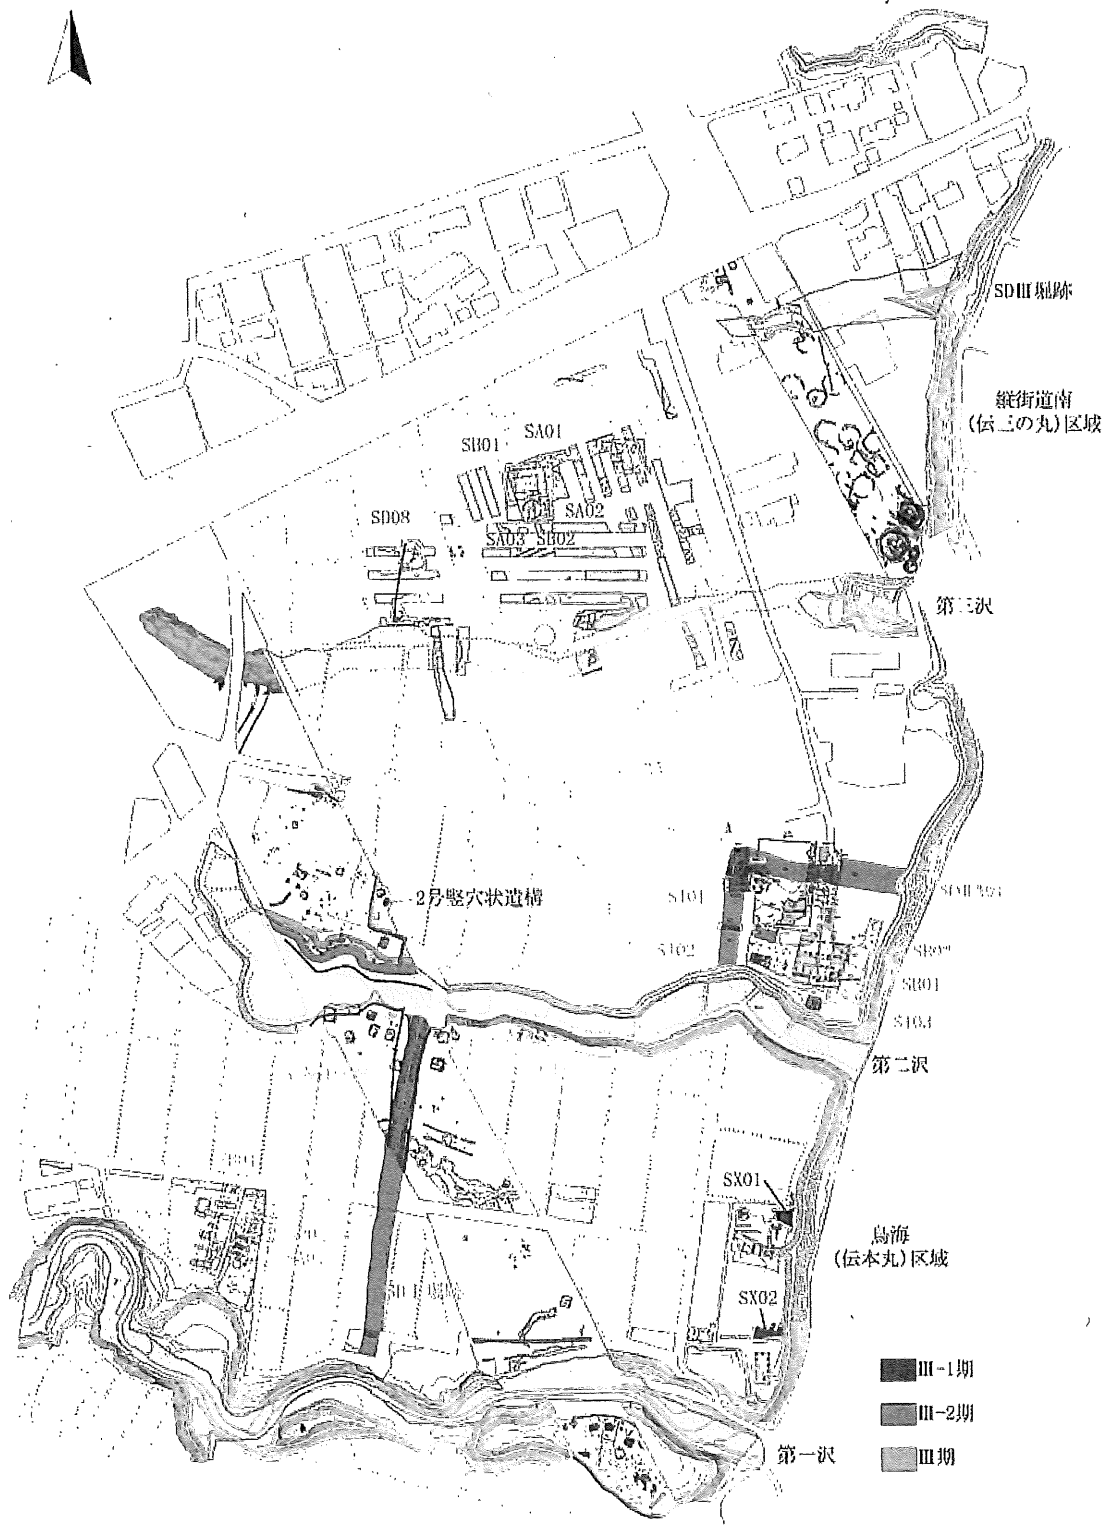 SDⅢ堀跡
縦街道南
(伝三の丸)区域
SA01
SB01
SA02
SD08
SA03 SB02
第三沢
A
2号竪穴状遺構
SI01
SI02
SB01
SI03
第二沢
SX01
鳥海
(伝本丸)区域
SX02
Ⅲ-1期
Ⅲ-2期
Ⅲ期
第一沢